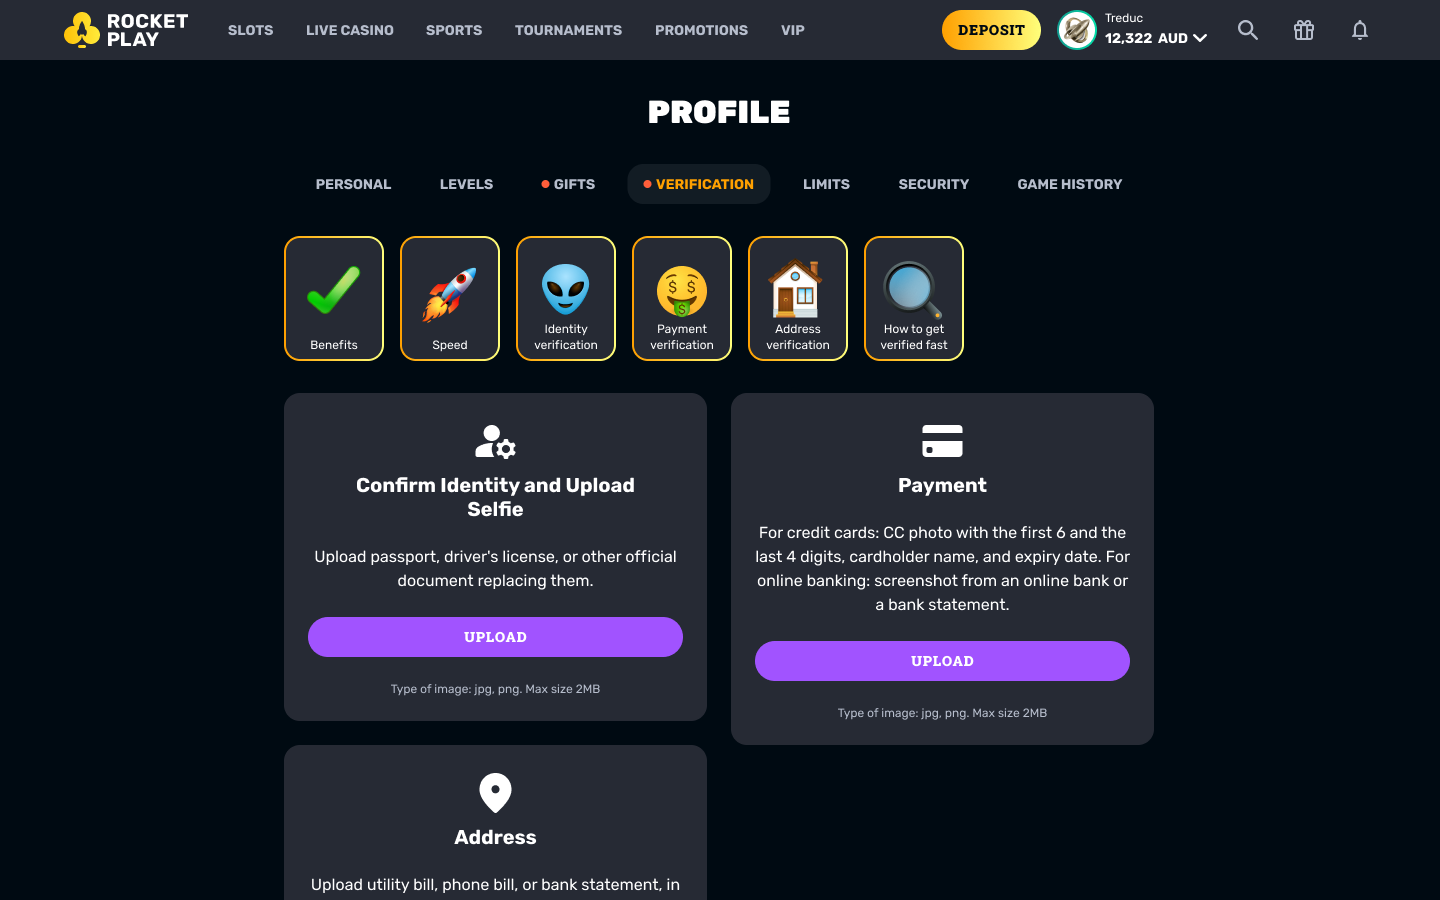 ROCKET
PLAY
SLOTS
LIVE CASINO
SPORTS
TOURNAMENTS
PROMOTIONS
VIP
DEPOSIT
Treduc
12,322 AUD
PROFILE
PERSONAL
LEVELS
GIFTS
VERIFICATION
LIMITS
SECURITY
GAME HISTORY
Benefits
Speed
Identity
verification
Payment
verification
Address
verification
How to get
verified fast
Confirm Identity and Upload
Selfie
Upload passport, driver's license, or other official
document replacing them.
UPLOAD
Type of image: jpg, png. Max size 2MB
Payment
For credit cards: CC photo with the first 6 and the
last 4 digits, cardholder name, and expiry date. For
online banking: screenshot from an online bank or
a bank statement.
UPLOAD
Type of image: jpg, png. Max size 2MB
Address
Upload utility bill, phone bill, or bank statement, in